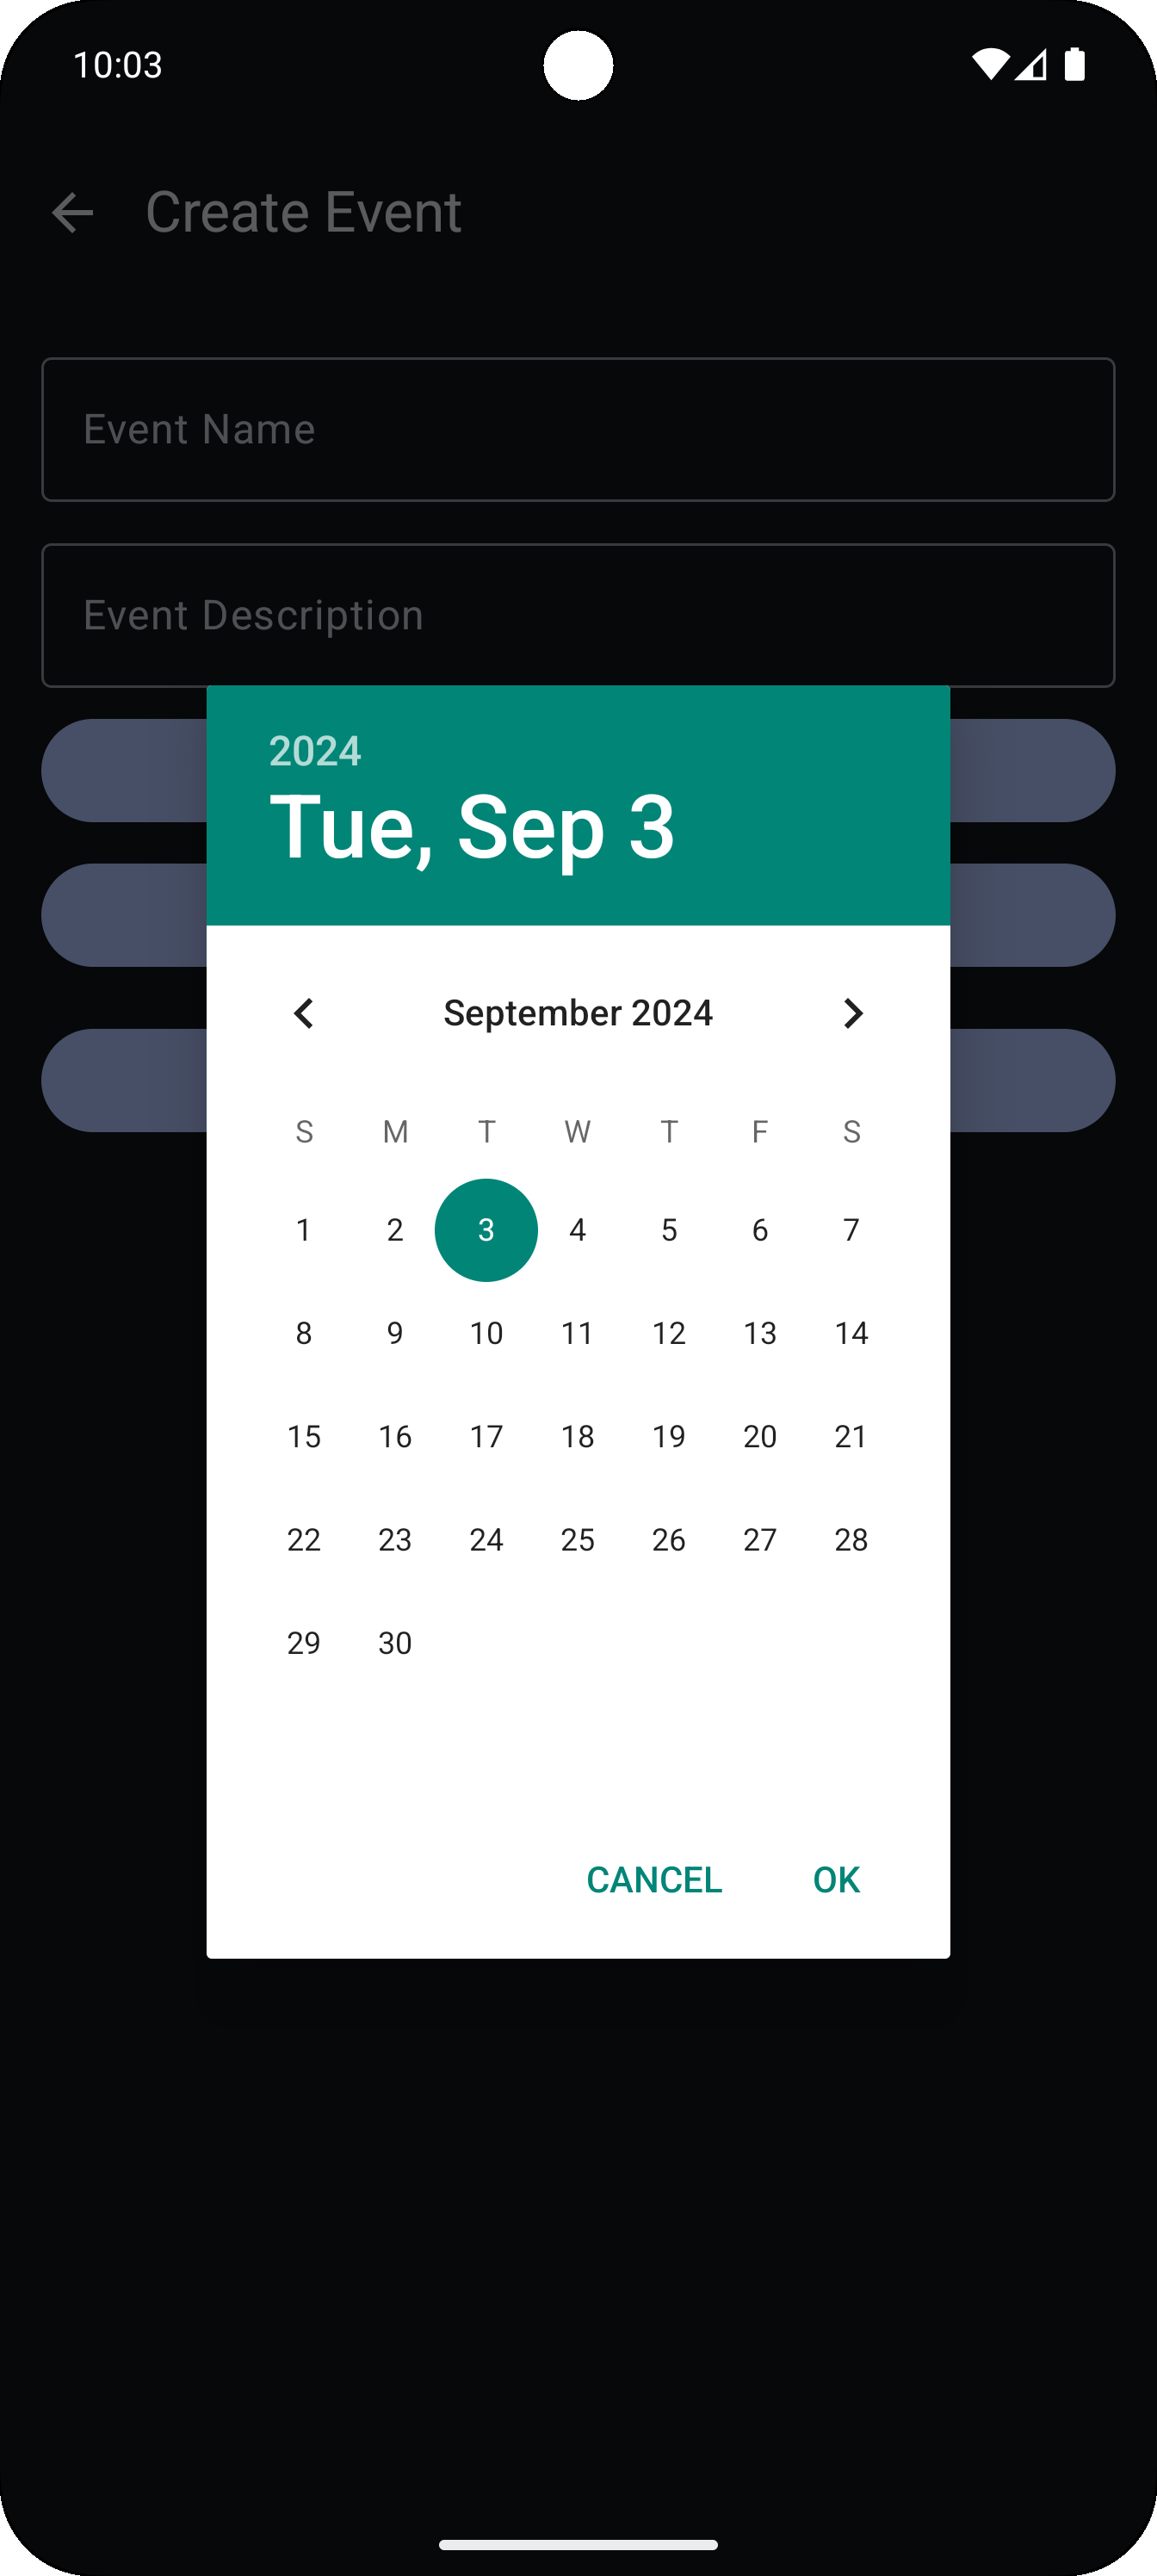 10:03
Create Event
Event Name
Event Description
2024
Tue, Sep 3
September 2024
S M T W T F S
1 2 3 4 5 6 7
8 9 10 11 12 13 14
15 16 17 18 19 20 21
22 23 24 25 26 27 28
29 30
CANCEL OK